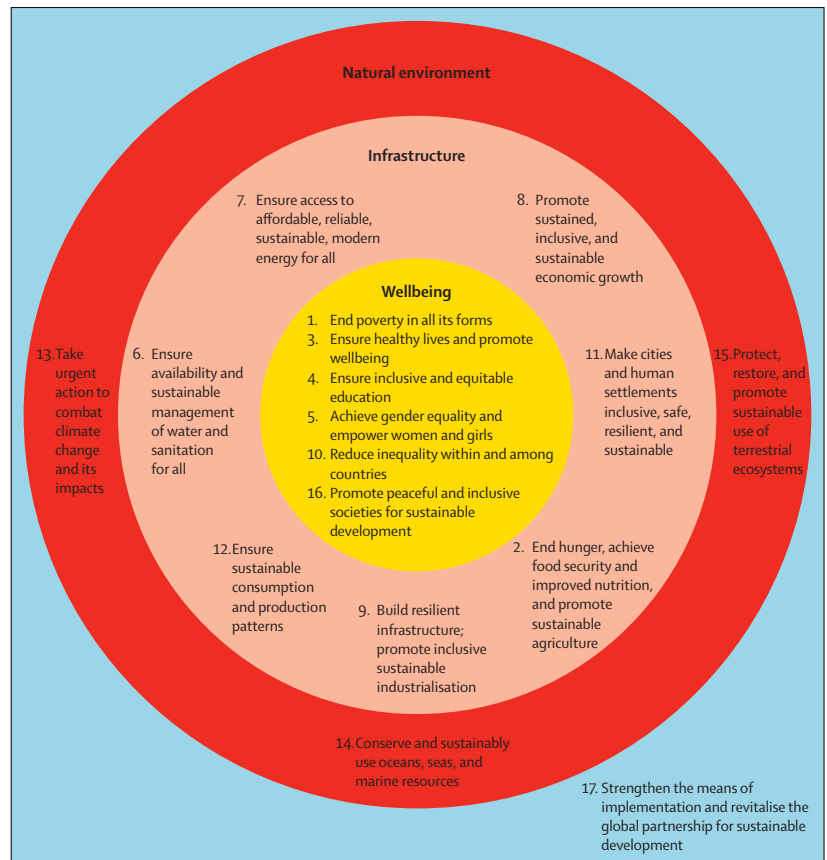 Natural environment
Infrastructure
7. Ensure access to
affordable, reliable,
sustainable, modern
energy for all
8. Promote
sustained,
inclusive, and
sustainable
economic growth
Wellbeing
1. End poverty in all its forms
3. Ensure healthy lives and promote
wellbeing
4. Ensure inclusive and equitable
education
5. Achieve gender equality and
empower women and girls
10. Reduce inequality within and among
countries
16. Promote peaceful and inclusive
societies for sustainable
development
13. Take
urgent
action to
combat
climate
change
and its
impacts
6. Ensure
availability and
sustainable
management
of water and
sanitation
for all
11. Make cities
and human
settlements
inclusive, safe,
resilient, and
sustainable
15. Protect,
restore, and
promote
sustainable
use of
terrestrial
ecosystems
12. Ensure
sustainable
consumption
and production
patterns
9. Build resilient
infrastructure;
promote inclusive
sustainable
industrialisation
2. End hunger, achieve
food security and
improved nutrition,
and promote
sustainable
agriculture
14. Conserve and sustainably
use oceans, seas, and
marine resources
17. Strengthen the means of
implementation and revitalise the
global partnership for sustainable
development